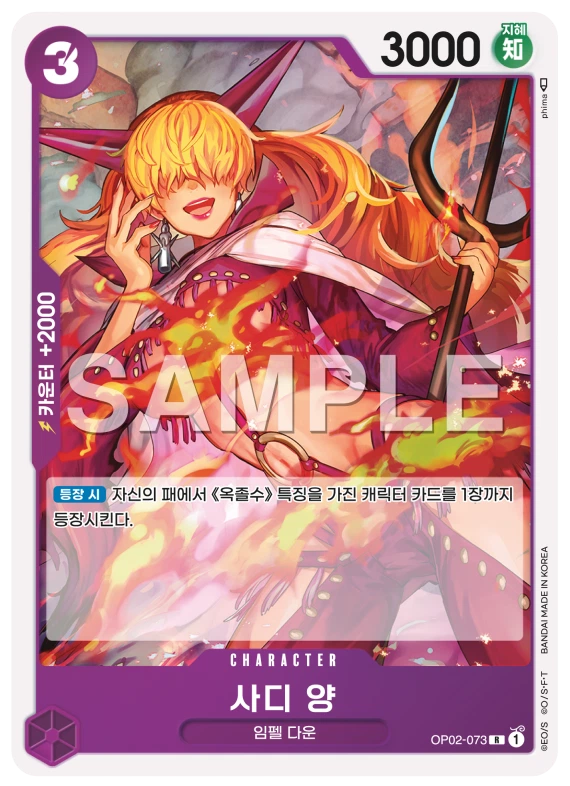 3
3000
지혜
知
phima
카운터 +2000
SAMPLE
등장 시 자신의 패에서 《옥졸수》 특징을 가진 캐릭터 카드를 1장까지
등장시킨다.
CHARACTER
사디 양
임펠 다운
OP02-073 R 1
©EO/S ©O/S·F·T BANDAI MADE IN KOREA